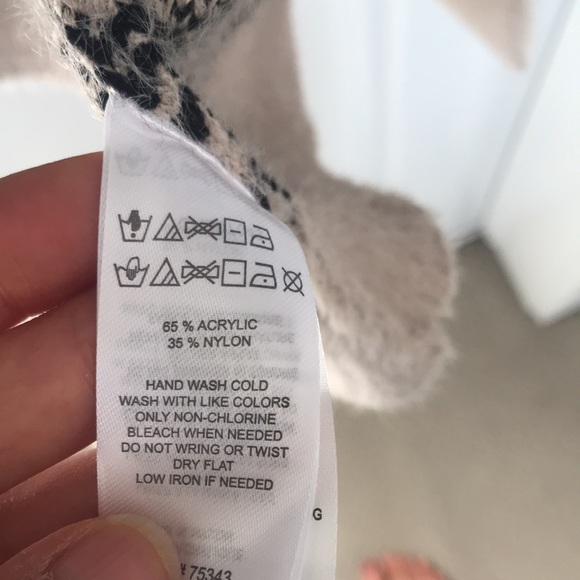 65 % ACRYLIC
35 % NYLON
HAND WASH COLD
WASH WITH LIKE COLORS
ONLY NON-CHLORINE
BLEACH WHEN NEEDED
DO NOT WRING OR TWIST
DRY FLAT
LOW IRON IF NEEDED
G
# 75343